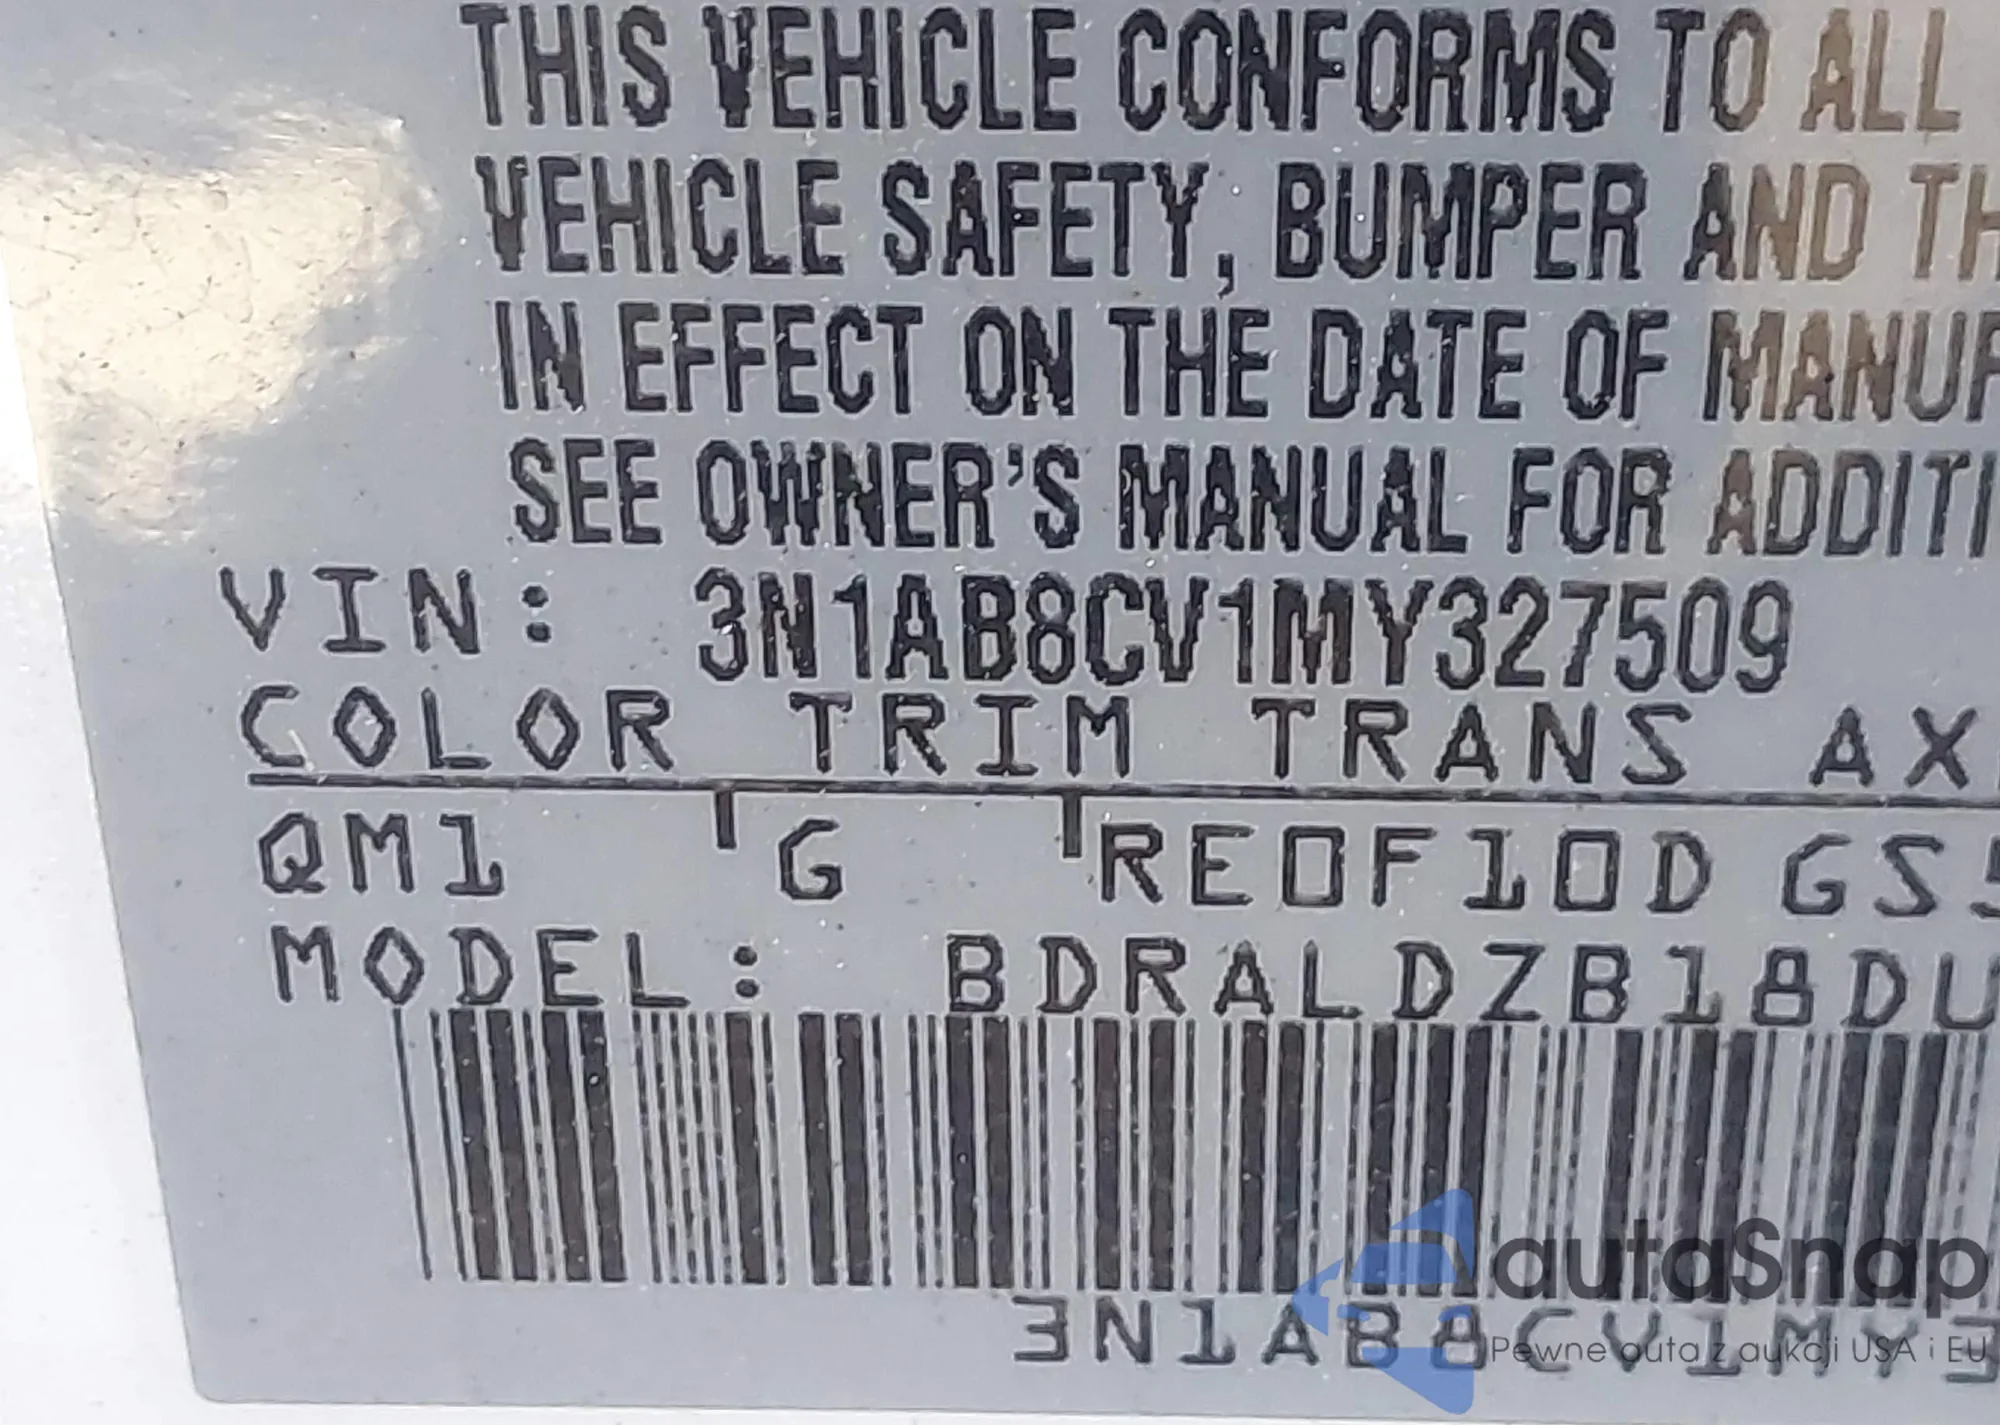 THIS VEHICLE CONFORMS TO ALL
VEHICLE SAFETY, BUMPER AND TH
IN EFFECT ON THE DATE OF MANUF
SEE OWNER'S MANUAL FOR ADDITI
VIN: 3N1AB8CV1MY327509
COLOR TRIM TRANS AX
QM1 G RE0F10D GS5
MODEL: BDRALDZB18DU
3N1AB8CV1MY3
autaSnap
Pewne auta z aukcji USA i EU